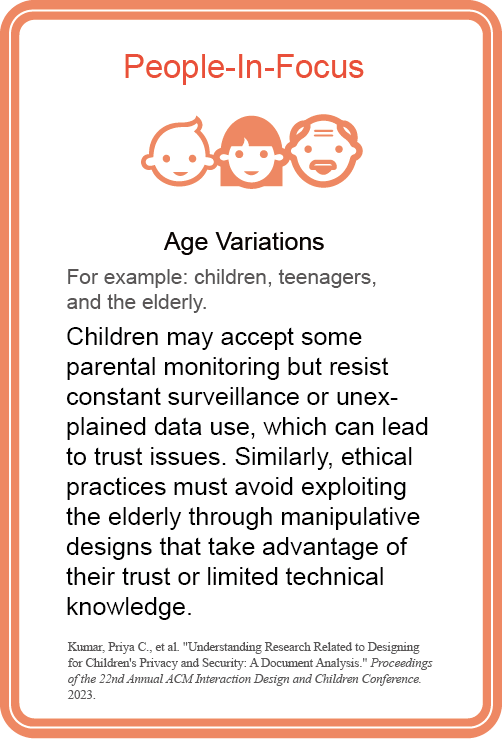 People-In-Focus
Age Variations
For example: children, teenagers,
and the elderly.
Children may accept some
parental monitoring but resist
constant surveillance or unex-
plained data use, which can lead
to trust issues. Similarly, ethical
practices must avoid exploiting
the elderly through manipulative
designs that take advantage of
their trust or limited technical
knowledge.
Kumar, Priya C., et al. "Understanding Research Related to Designing
for Children's Privacy and Security: A Document Analysis." Proceedings
of the 22nd Annual ACM Interaction Design and Children Conference.
2023.